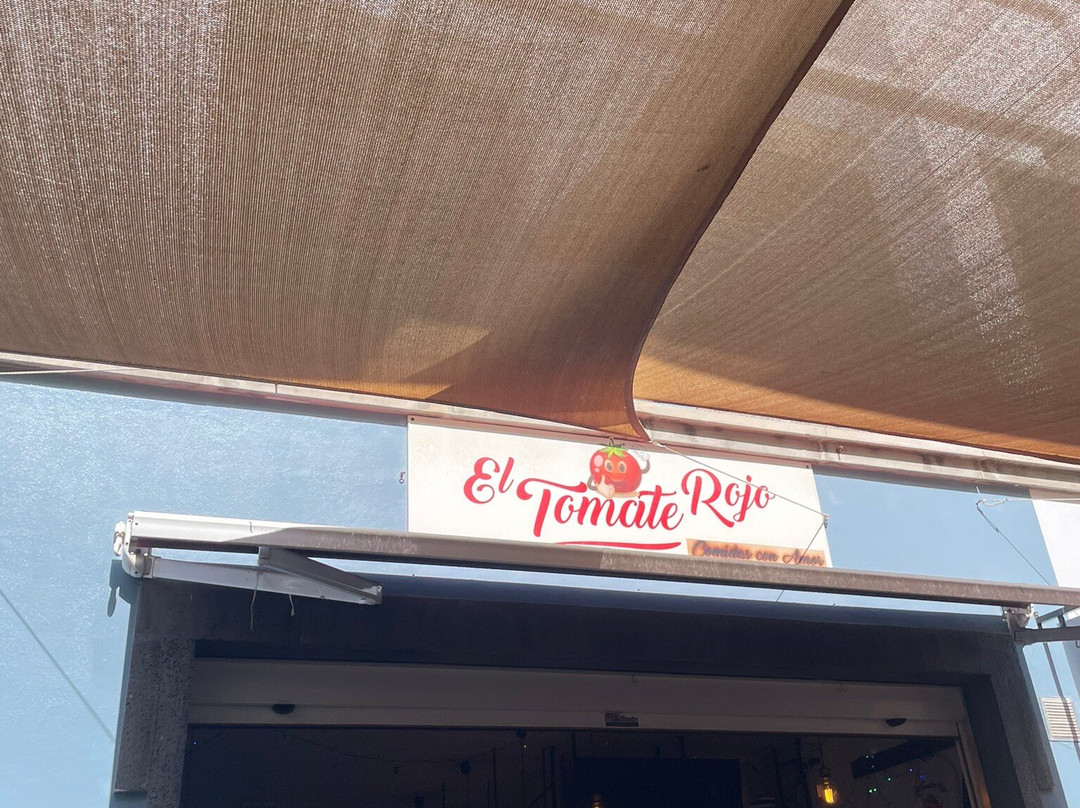 El Tomate Rojo
Comidas con Amor